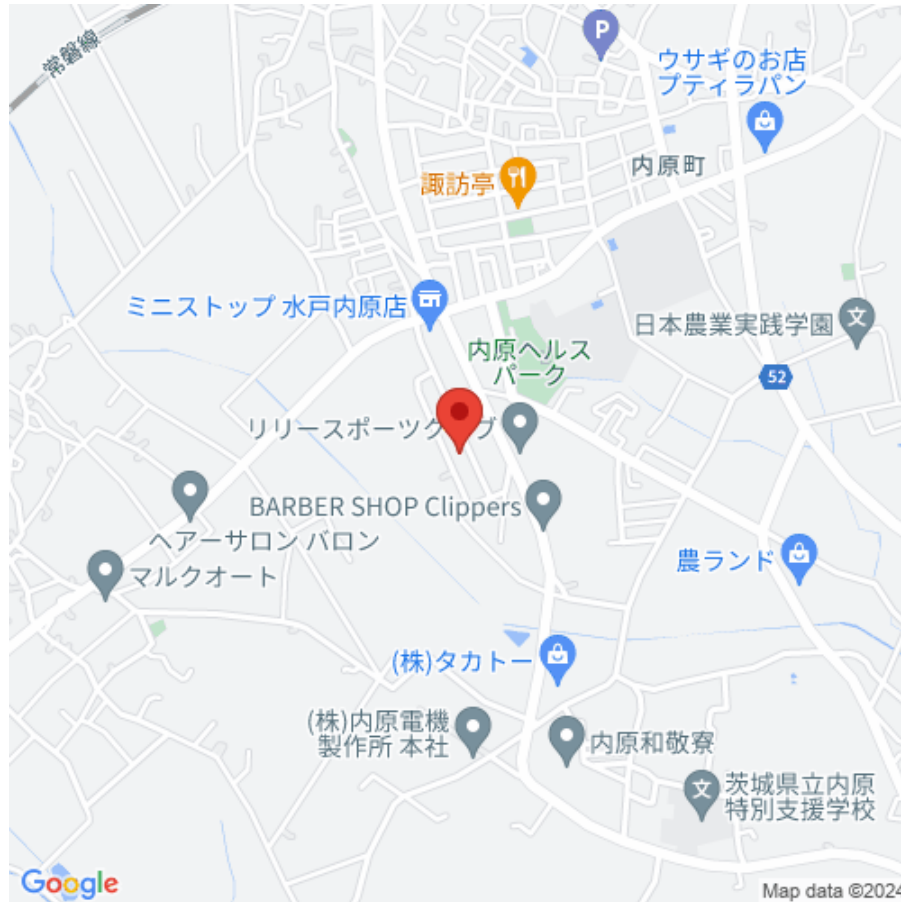 常磐線
P
ウサギのお店
プティラパン
内原町
諏訪亭
ミニストップ 水戸内原店
日本農業実践学園
文
内原ヘルス
パーク
52
リリースポーツクラブ
BARBER SHOP Clippers
ヘアーサロン バロン
農ランド
マルクオート
(株)タカトー
(株)内原電機
製作所 本社
内原和敬寮
文
茨城県立内原
特別支援学校
Google
Map data ©2024